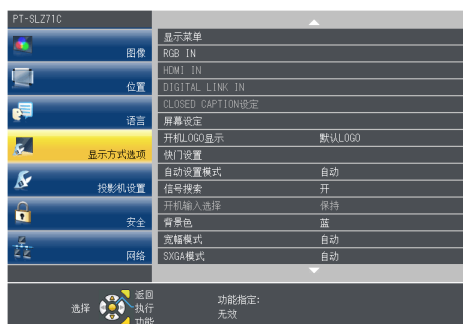 PT-SLZ71C
图像
位置
语言
显示方式选项
投影机设置
安全
网络
显示菜单
RGB IN
HDMI IN
DIGITAL LINK IN
CLOSED CAPTION设定
屏幕设定
开机LOGO显示 默认LOGO
快门设置
自动设置模式 自动
信号搜索 开
开机输入选择 保持
背景色 蓝
宽幅模式 自动
SXGA模式 自动
选择
返回
执行
功能
功能指定:
无效